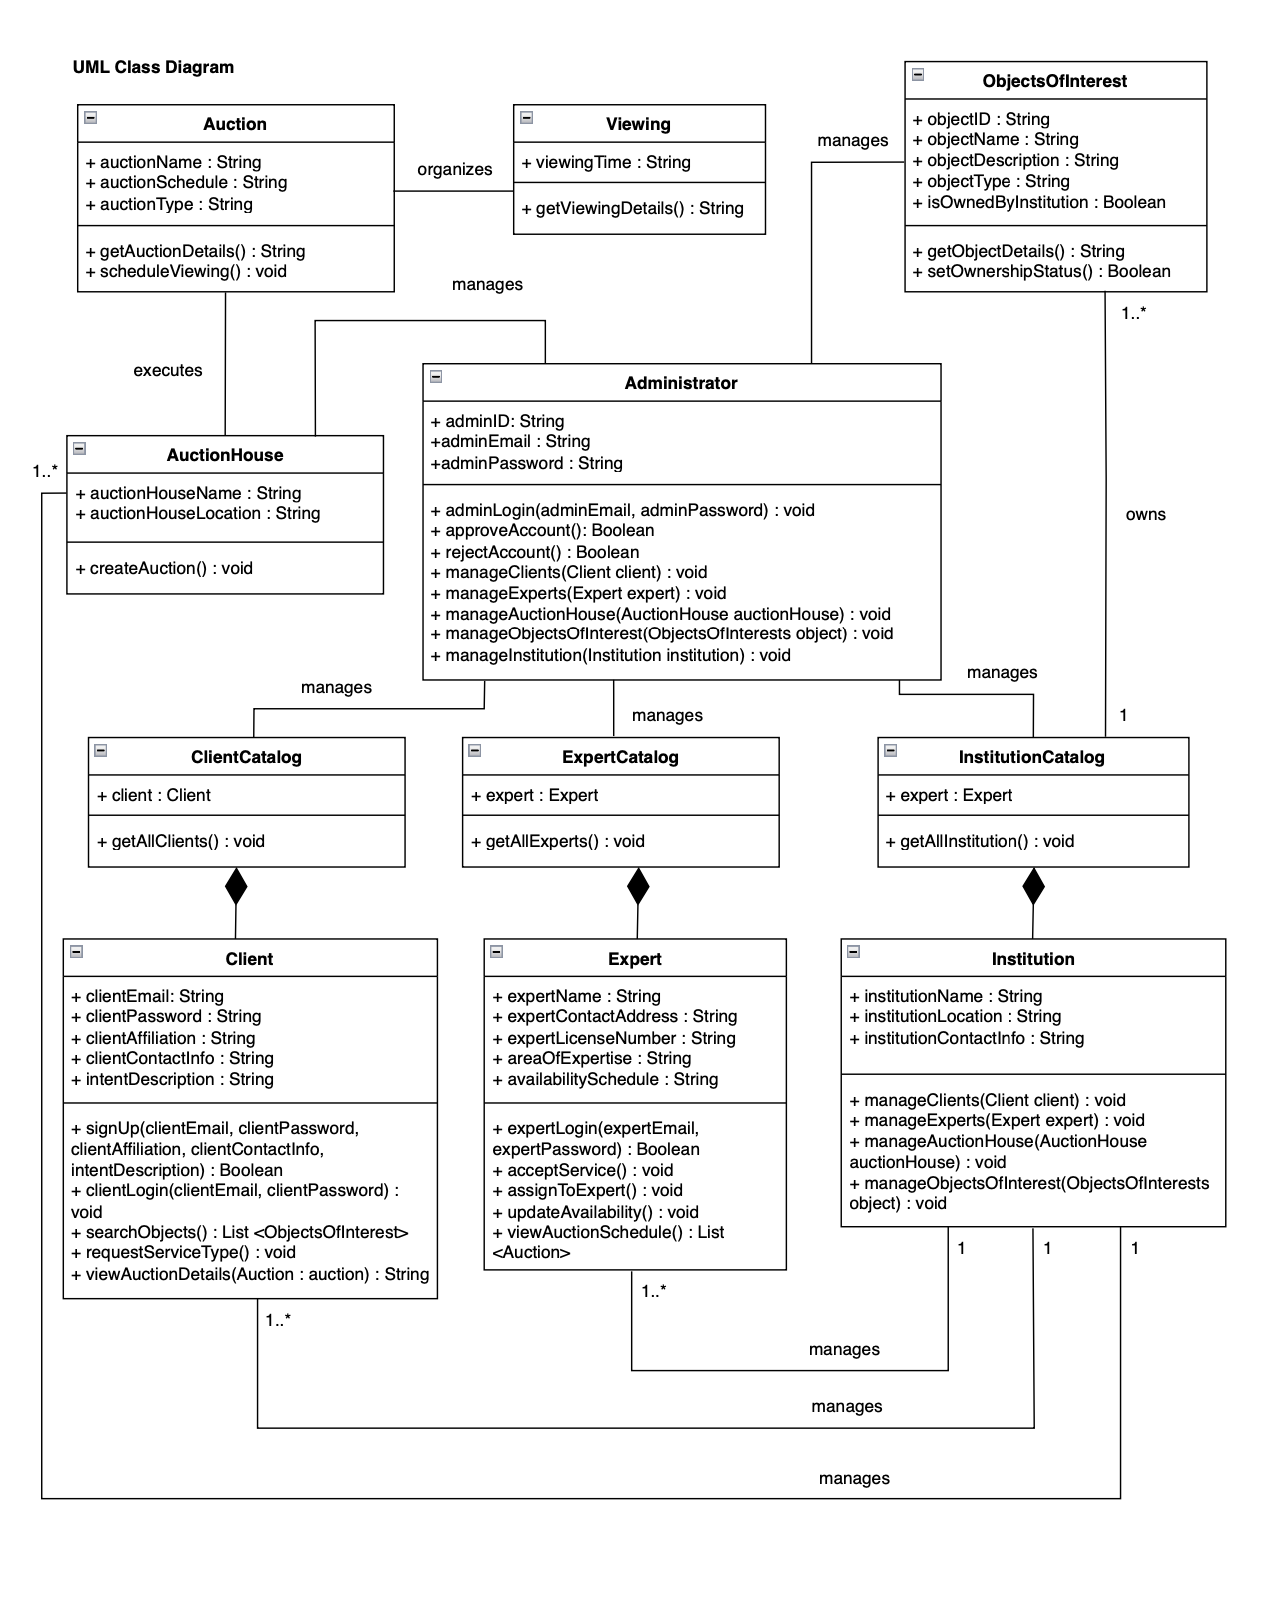 UML Class Diagram
Auction
+ auctionName : String
+ auctionSchedule : String
+ auctionType : String
+ getAuctionDetails() : String
+ scheduleViewing() : void
organizes
Viewing
+ viewingTime : String
+ getViewingDetails() : String
manages
ObjectsOfInterest
+ objectID : String
+ objectName : String
+ objectDescription : String
+ objectType : String
+ isOwnedByInstitution : Boolean
+ getObjectDetails() : String
+ setOwnershipStatus() : Boolean
1..*
manages
executes
1..*
AuctionHouse
+ auctionHouseName : String
+ auctionHouseLocation : String
+ createAuction() : void
Administrator
+ adminID: String
+adminEmail : String
+adminPassword : String
+ adminLogin(adminEmail, adminPassword) : void
+ approveAccount(): Boolean
+ rejectAccount() : Boolean
+ manageClients(Client client) : void
+ manageExperts(Expert expert) : void
+ manageAuctionHouse(AuctionHouse auctionHouse) : void
+ manageObjectsOfInterest(ObjectsOfInterests object) : void
+ manageInstitution(Institution institution) : void
owns
manages
manages
manages
1
ClientCatalog
+ client : Client
+ getAllClients() : void
ExpertCatalog
+ expert : Expert
+ getAllExperts() : void
InstitutionCatalog
+ expert : Expert
+ getAllInstitution() : void
Client
+ clientEmail: String
+ clientPassword : String
+ clientAffiliation : String
+ clientContactInfo : String
+ intentDescription : String
+ signUp(clientEmail, clientPassword,
clientAffiliation, clientContactInfo,
intentDescription) : Boolean
+ clientLogin(clientEmail, clientPassword) :
void
+ searchObjects() : List <ObjectsOfInterest>
+ requestServiceType() : void
+ viewAuctionDetails(Auction : auction) : String
1..*
Expert
+ expertName : String
+ expertContactAddress : String
+ expertLicenseNumber : String
+ areaOfExpertise : String
+ availabilitySchedule : String
+ expertLogin(expertEmail,
expertPassword) : Boolean
+ acceptService() : void
+ assignToExpert() : void
+ updateAvailability() : void
+ viewAuctionSchedule() : List
<Auction>
1..*
Institution
+ institutionName : String
+ institutionLocation : String
+ institutionContactInfo : String
+ manageClients(Client client) : void
+ manageExperts(Expert expert) : void
+ manageAuctionHouse(AuctionHouse
auctionHouse) : void
+ manageObjectsOfInterest(ObjectsOfInterests
object) : void
1
1
1
manages
manages
manages